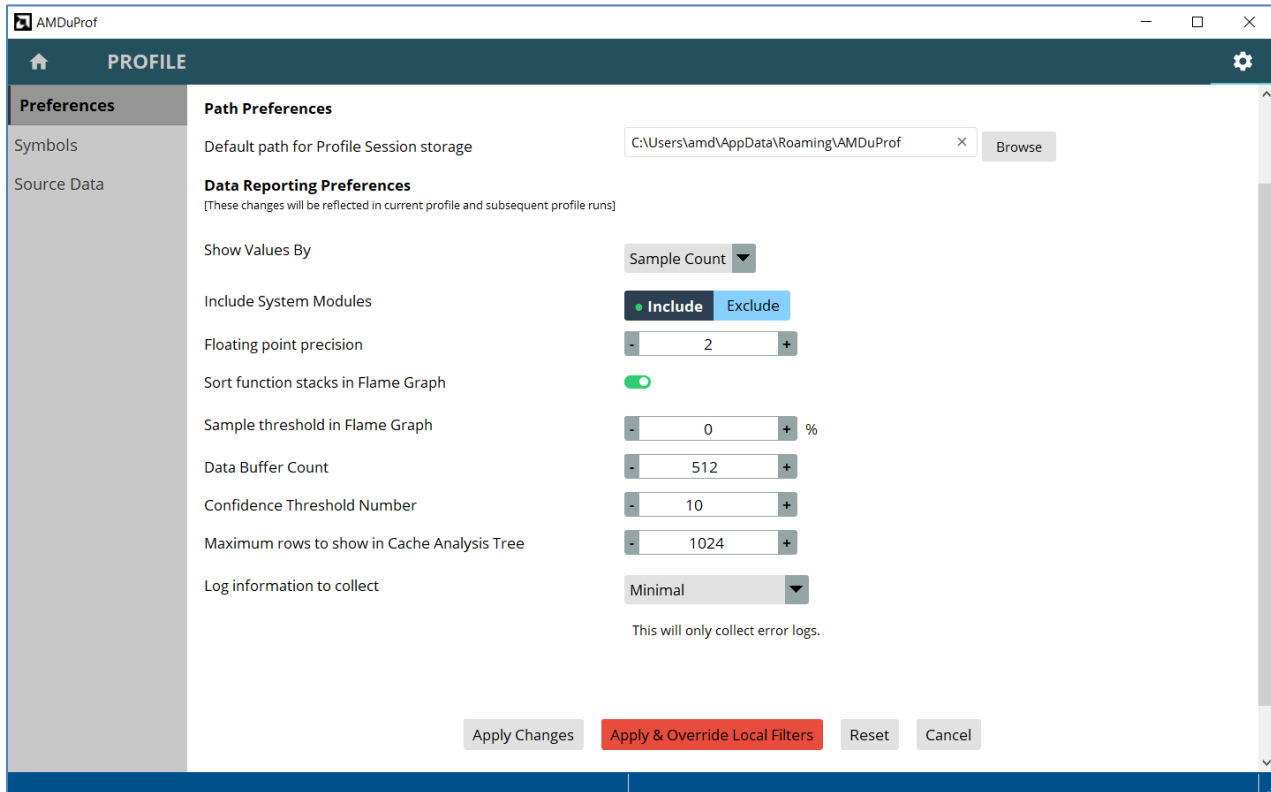 AMDuProf
PROFILE
Preferences
Symbols
Source Data
Path Preferences
Default path for Profile Session storage C:\Users\amd\AppData\Roaming\AMDuProf × Browse
Data Reporting Preferences
[These changes will be reflected in current profile and subsequent profile runs]
Show Values By Sample Count
Include System Modules Include Exclude
Floating point precision - 2 +
Sort function stacks in Flame Graph
Sample threshold in Flame Graph - 0 + %
Data Buffer Count - 512 +
Confidence Threshold Number - 10 +
Maximum rows to show in Cache Analysis Tree - 1024 +
Log information to collect Minimal
This will only collect error logs.
Apply Changes Apply & Override Local Filters Reset Cancel